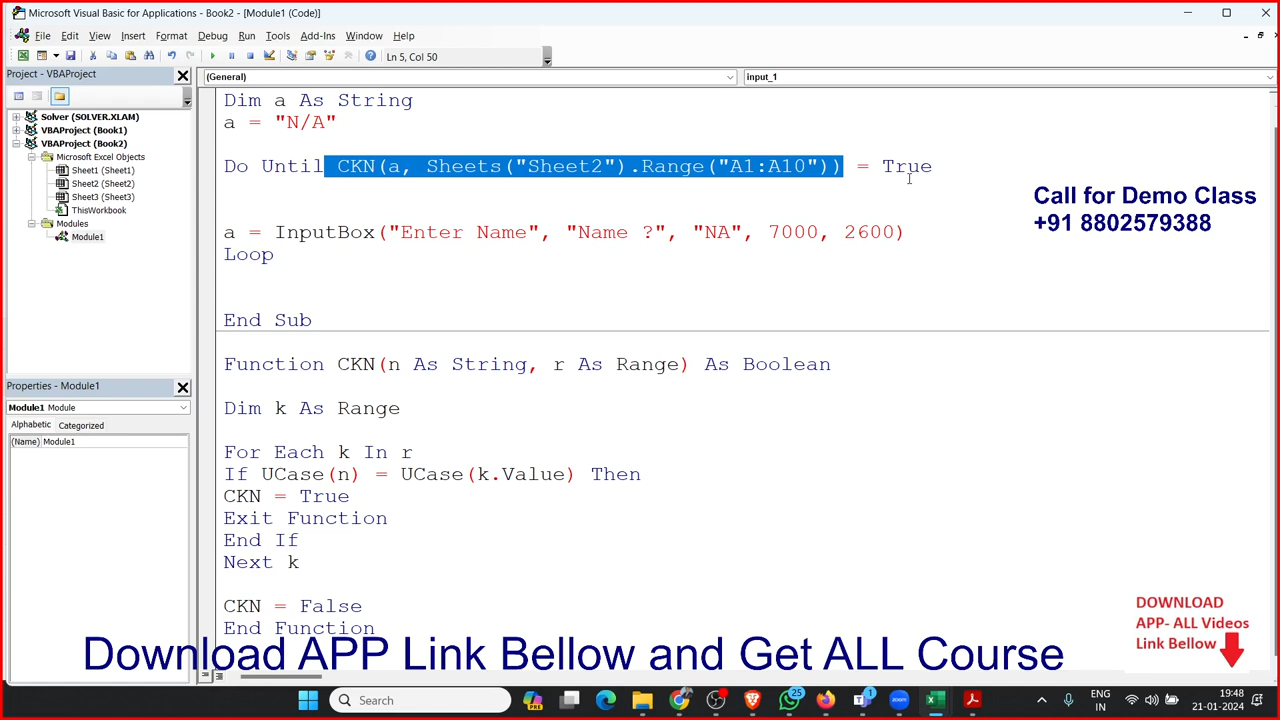 Microsoft Visual Basic for Applications - Book2 - [Module1 (Code)]
File Edit View Insert Format Debug Run Tools Add-Ins Window Help
Ln 5, Col 50
Project - VBAProject
(General)
input_1
Solver (SOLVER.XLAM)
VBAProject (Book1)
VBAProject (Book2)
Microsoft Excel Objects
Sheet1 (Sheet1)
Sheet2 (Sheet2)
Sheet3 (Sheet3)
ThisWorkbook
Modules
Module1
Properties - Module1
Module1 Module
Alphabetic Categorized
(Name) Module1
Dim a As String
a = "N/A"
Do Until CKN(a, Sheets("Sheet2").Range("A1:A10")) = True
a = InputBox("Enter Name", "Name ?", "NA", 7000, 2600)
Loop
End Sub
Function CKN(n As String, r As Range) As Boolean
Dim k As Range
For Each k In r
If UCase(n) = UCase(k.Value) Then
CKN = True
Exit Function
End If
Next k
CKN = False
End Function
Call for Demo Class
+91 8802579388
DOWNLOAD
APP- ALL Videos
Link Bellow
Download APP Link Bellow and Get ALL Course
Search
PRE
25
1
zoom
ENG
IN
19:48
21-01-2024